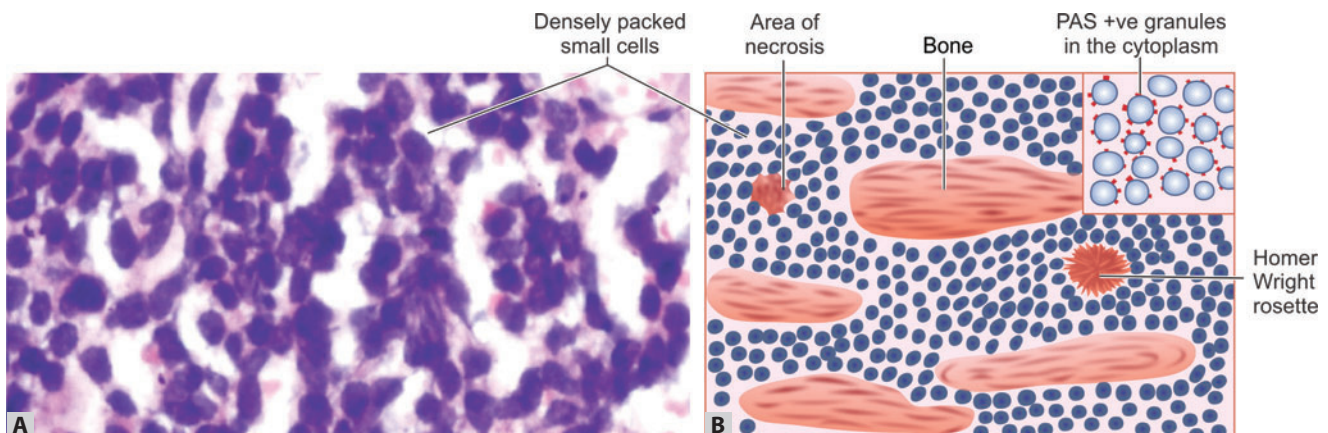 Densely packed
small cells
Area of
necrosis
Bone
PAS +ve granules
in the cytoplasm
Homer
Wright
rosette
A
B